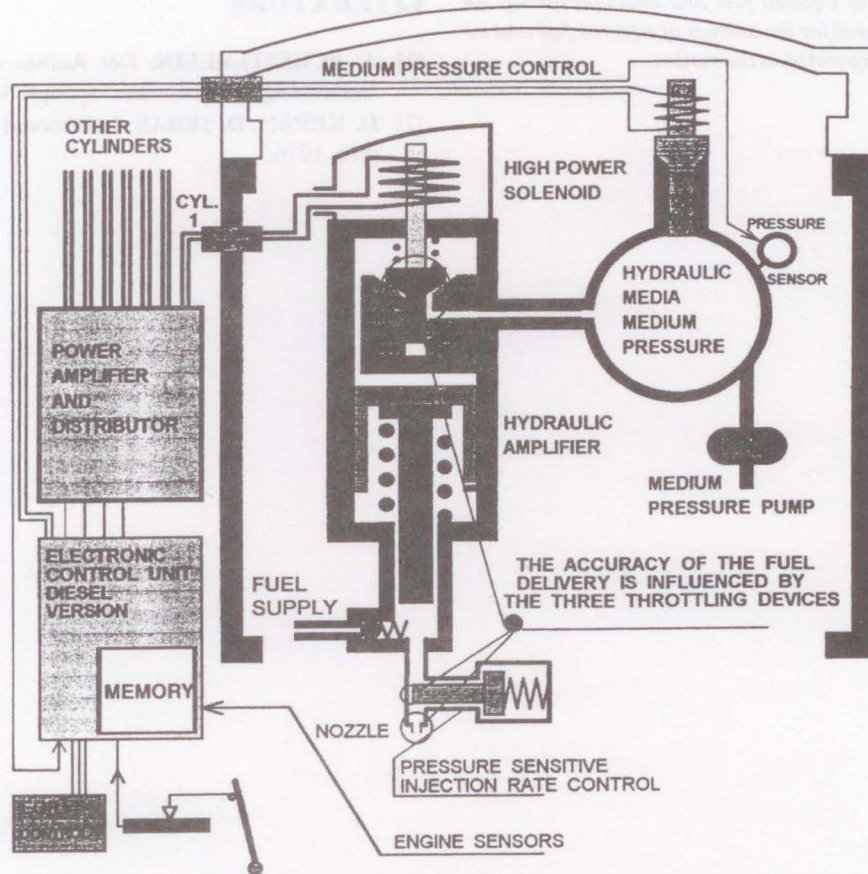 MEDIUM PRESSURE CONTROL
OTHER
CYLINDERS
CYL.
1
HIGH POWER
SOLENOID
PRESSURE
SENSOR
HYDRAULIC
MEDIA
MEDIUM
PRESSURE
POWER
AMPLIFIER
AND
DISTRIBUTOR
HYDRAULIC
AMPLIFIER
MEDIUM
PRESSURE PUMP
ELECTRONIC
CONTROL UNIT
DIESEL
VERSION
THE ACCURACY OF THE FUEL
DELIVERY IS INFLUENCED BY
THE THREE THROTTLING DEVICES
FUEL
SUPPLY
MEMORY
NOZZLE
PRESSURE SENSITIVE
INJECTION RATE CONTROL
ENGINE SENSORS